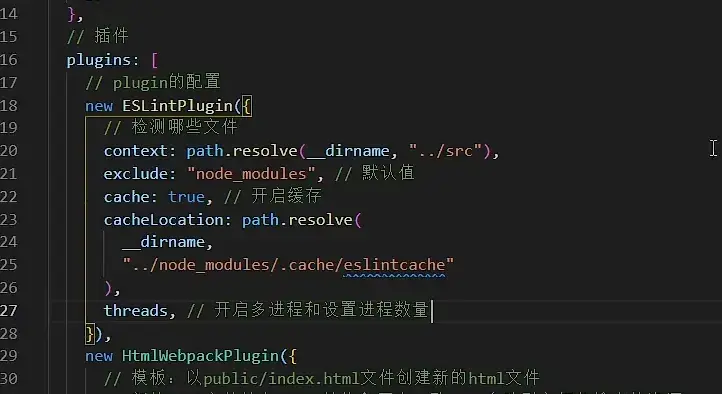 14 },
15 // 插件
16 plugins: [
17 // plugin的配置
18 new ESLintPlugin({
19 // 检测哪些文件
20 context: path.resolve(__dirname, "../src"),
21 exclude: "node_modules", // 默认值
22 cache: true, // 开启缓存
23 cacheLocation: path.resolve(
24 __dirname,
25 "../node_modules/.cache/eslintcache"
26 ),
27 threads, // 开启多进程和设置进程数量
28 }),
29 new HtmlWebpackPlugin({
30 // 模板：以public/index.html文件创建新的html文件